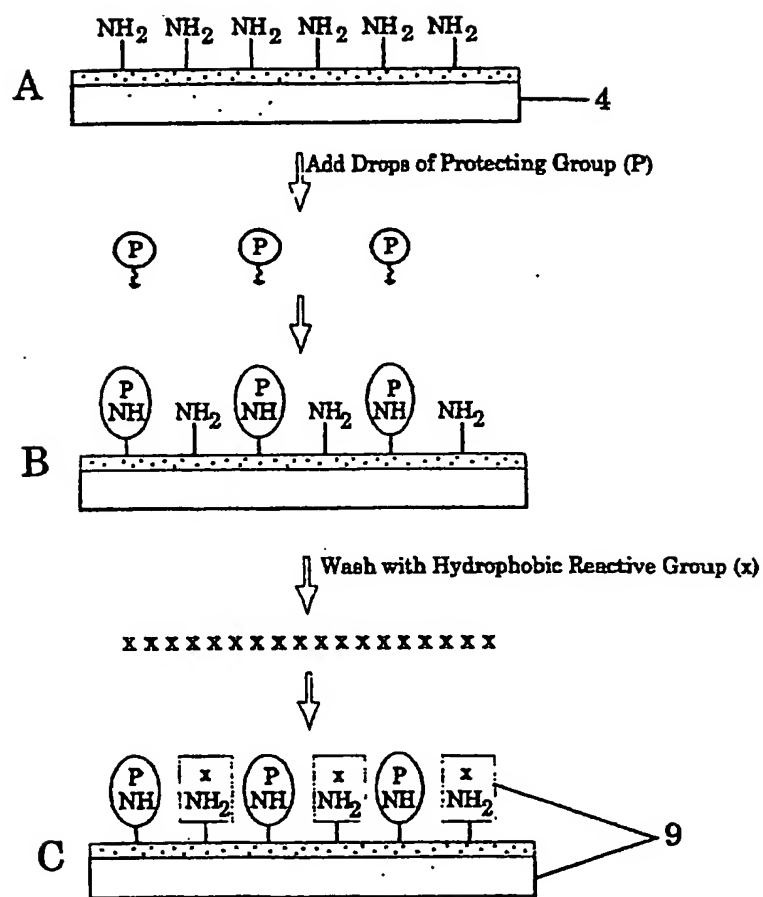 NH2 NH2 NH2 NH2 NH2 NH2
A
4
Add Drops of Protecting Group (P)
P P P
P P P
NH NH2 NH NH2 NH NH2
B
Wash with Hydrophobic Reactive Group (x)
x x x x x x x x x x x x x x x x x x
P x P x P x
NH NH2 NH NH2 NH NH2
C
9